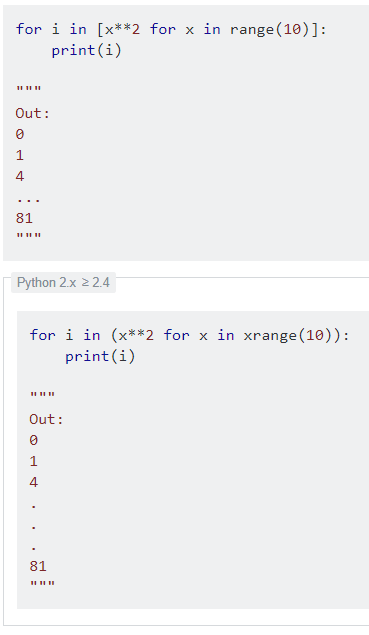 for i in [x**2 for x in range(10)]:
    print(i)

"""
Out:
0
1
4
...
81
"""
Python 2.x ≥ 2.4
for i in (x**2 for x in xrange(10)):
    print(i)

"""
Out:
0
1
4
.
.
.
81
"""